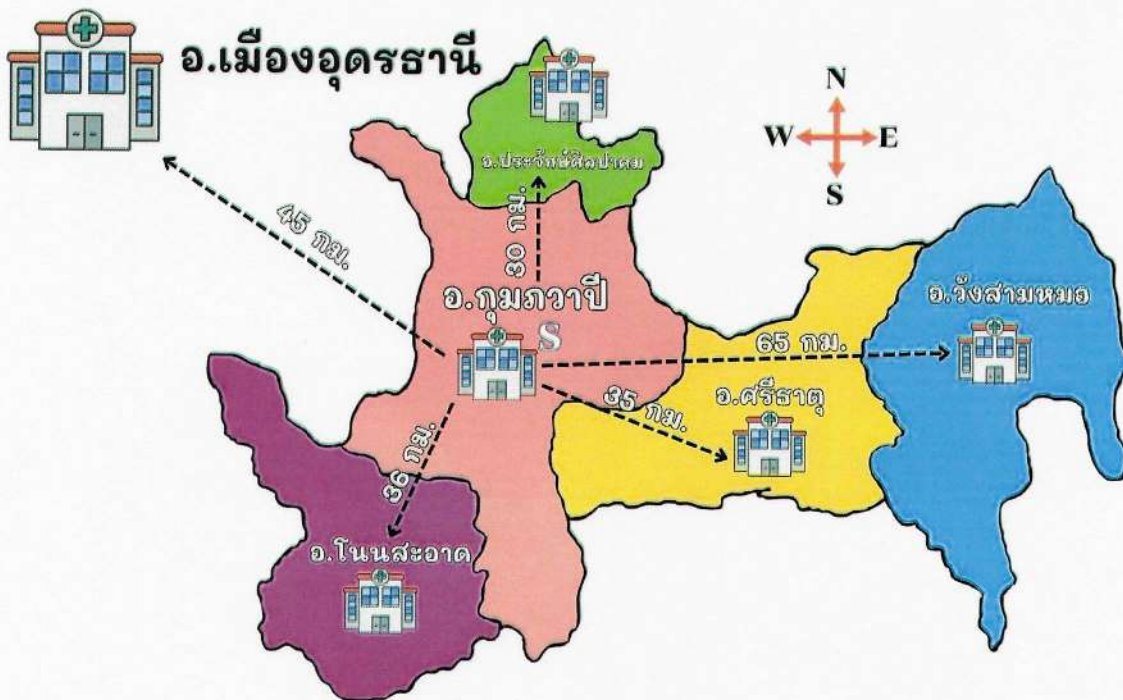 อ.เมืองอุดรธานี
N
W E
S
อ.ประจักษ์ศิลปาคม
45 กม.
30 กม.
อ.กุมภวาปี
S
อ.วังสามหมอ
65 กม.
35 กม.
อ.ศรีธาตุ
36 กม.
อ.โนนสะอาด